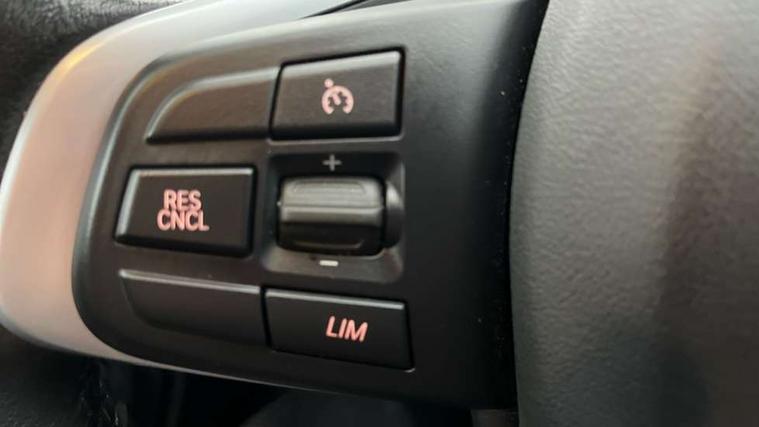 +
RES
CNCL
-
LIM